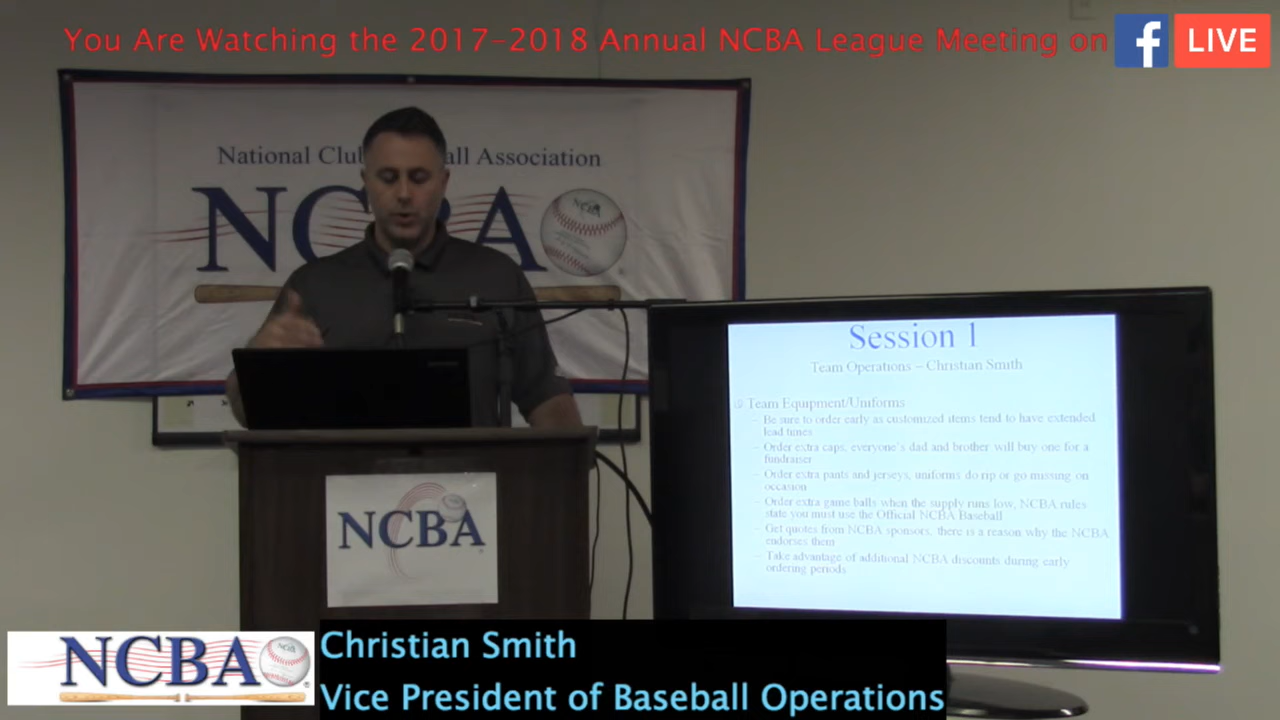 You Are Watching the 2017-2018 Annual NCBA League Meeting on f LIVE
National Clu all Association
NCBA
Session 1
Team Operations – Christian Smith
Team Equipment/Uniforms
– Be sure to order early as customized items tend to have extended
lead times
– Order extra caps, everyone's dad and brother will buy one for a
fundraiser
– Order extra pants and jerseys, uniforms do rip or go missing on
occasion
– Order extra game balls when the supply runs low, NCBA rules
state you must use the Official NCBA Baseball
– Get quotes from NCBA sponsors, there is a reason why the NCBA
endorses them
– Take advantage of additional NCBA discounts during early
ordering periods
NCBA
NCBA
Christian Smith
Vice President of Baseball Operations